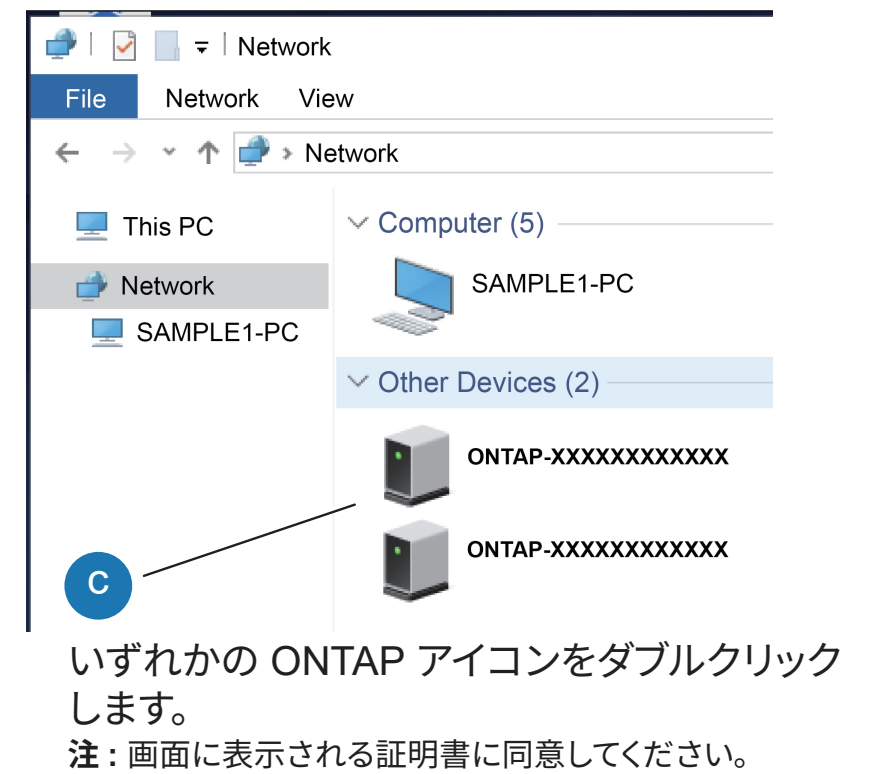 Network
File Network View
Network
This PC
Computer (5)
SAMPLE1-PC
Network
SAMPLE1-PC
Other Devices (2)
ONTAP-XXXXXXXXXXXX
ONTAP-XXXXXXXXXXXX
C
いずれかの ONTAP アイコンをダブルクリック
します。
注 : 画面に表示される証明書に同意してください。